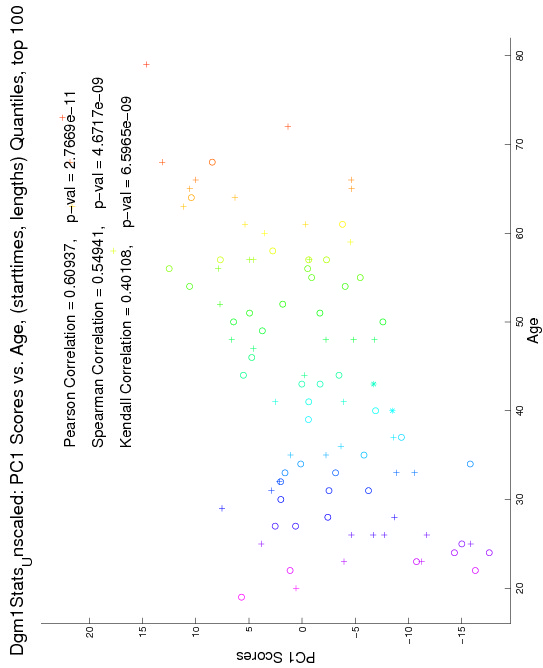 Dgm1Stats_Unscaled: PC1 Scores vs. Age, (starttimes, lengths) Quantiles, top 100
Pearson Correlation = 0.60937, p−val = 2.7669e−11
Spearman Correlation = 0.54941, p−val = 4.6717e−09
Kendall Correlation = 0.40108, p−val = 6.5965e−09
PC1 Scores
20
15
10
5
0
−5
−10
−15
20
30
40
50
60
70
80
Age